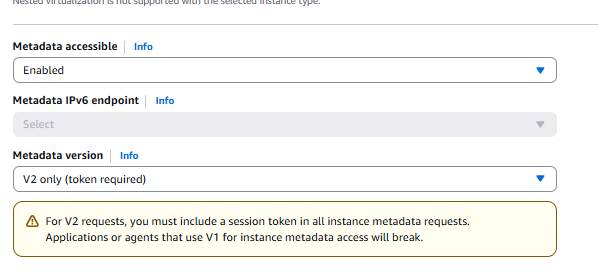 Nested virtualization is not supported with the selected instance type.
Metadata accessible Info
Enabled
Metadata IPv6 endpoint Info
Select
Metadata version Info
V2 only (token required)
For V2 requests, you must include a session token in all instance metadata requests.
Applications or agents that use V1 for instance metadata access will break.